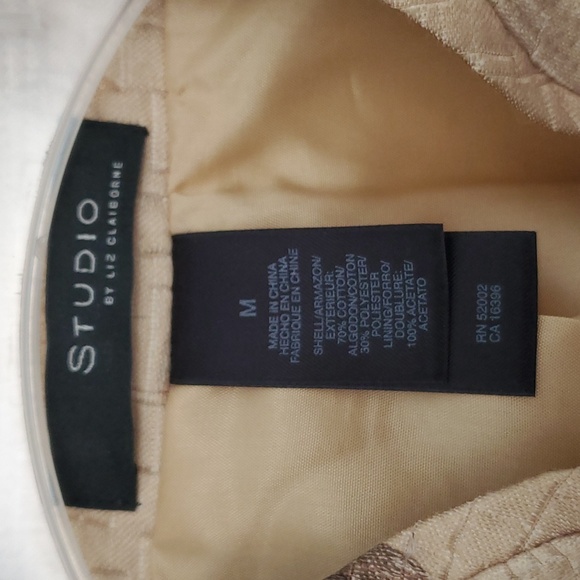 STUDIO
BY LIZ CLAIBORNE
M
MADE IN CHINA
HECHO EN CHINA
FABRIQUE EN CHINE
SHELL/ARMAZON/
EXTERIEUR:
70% COTTON/
ALGODON/COTON
30% POLYESTER/
POLIESTER
LINING/FORRO/
DOUBLURE:
100% ACETATE/
ACETATO
RN 52002
CA 16396